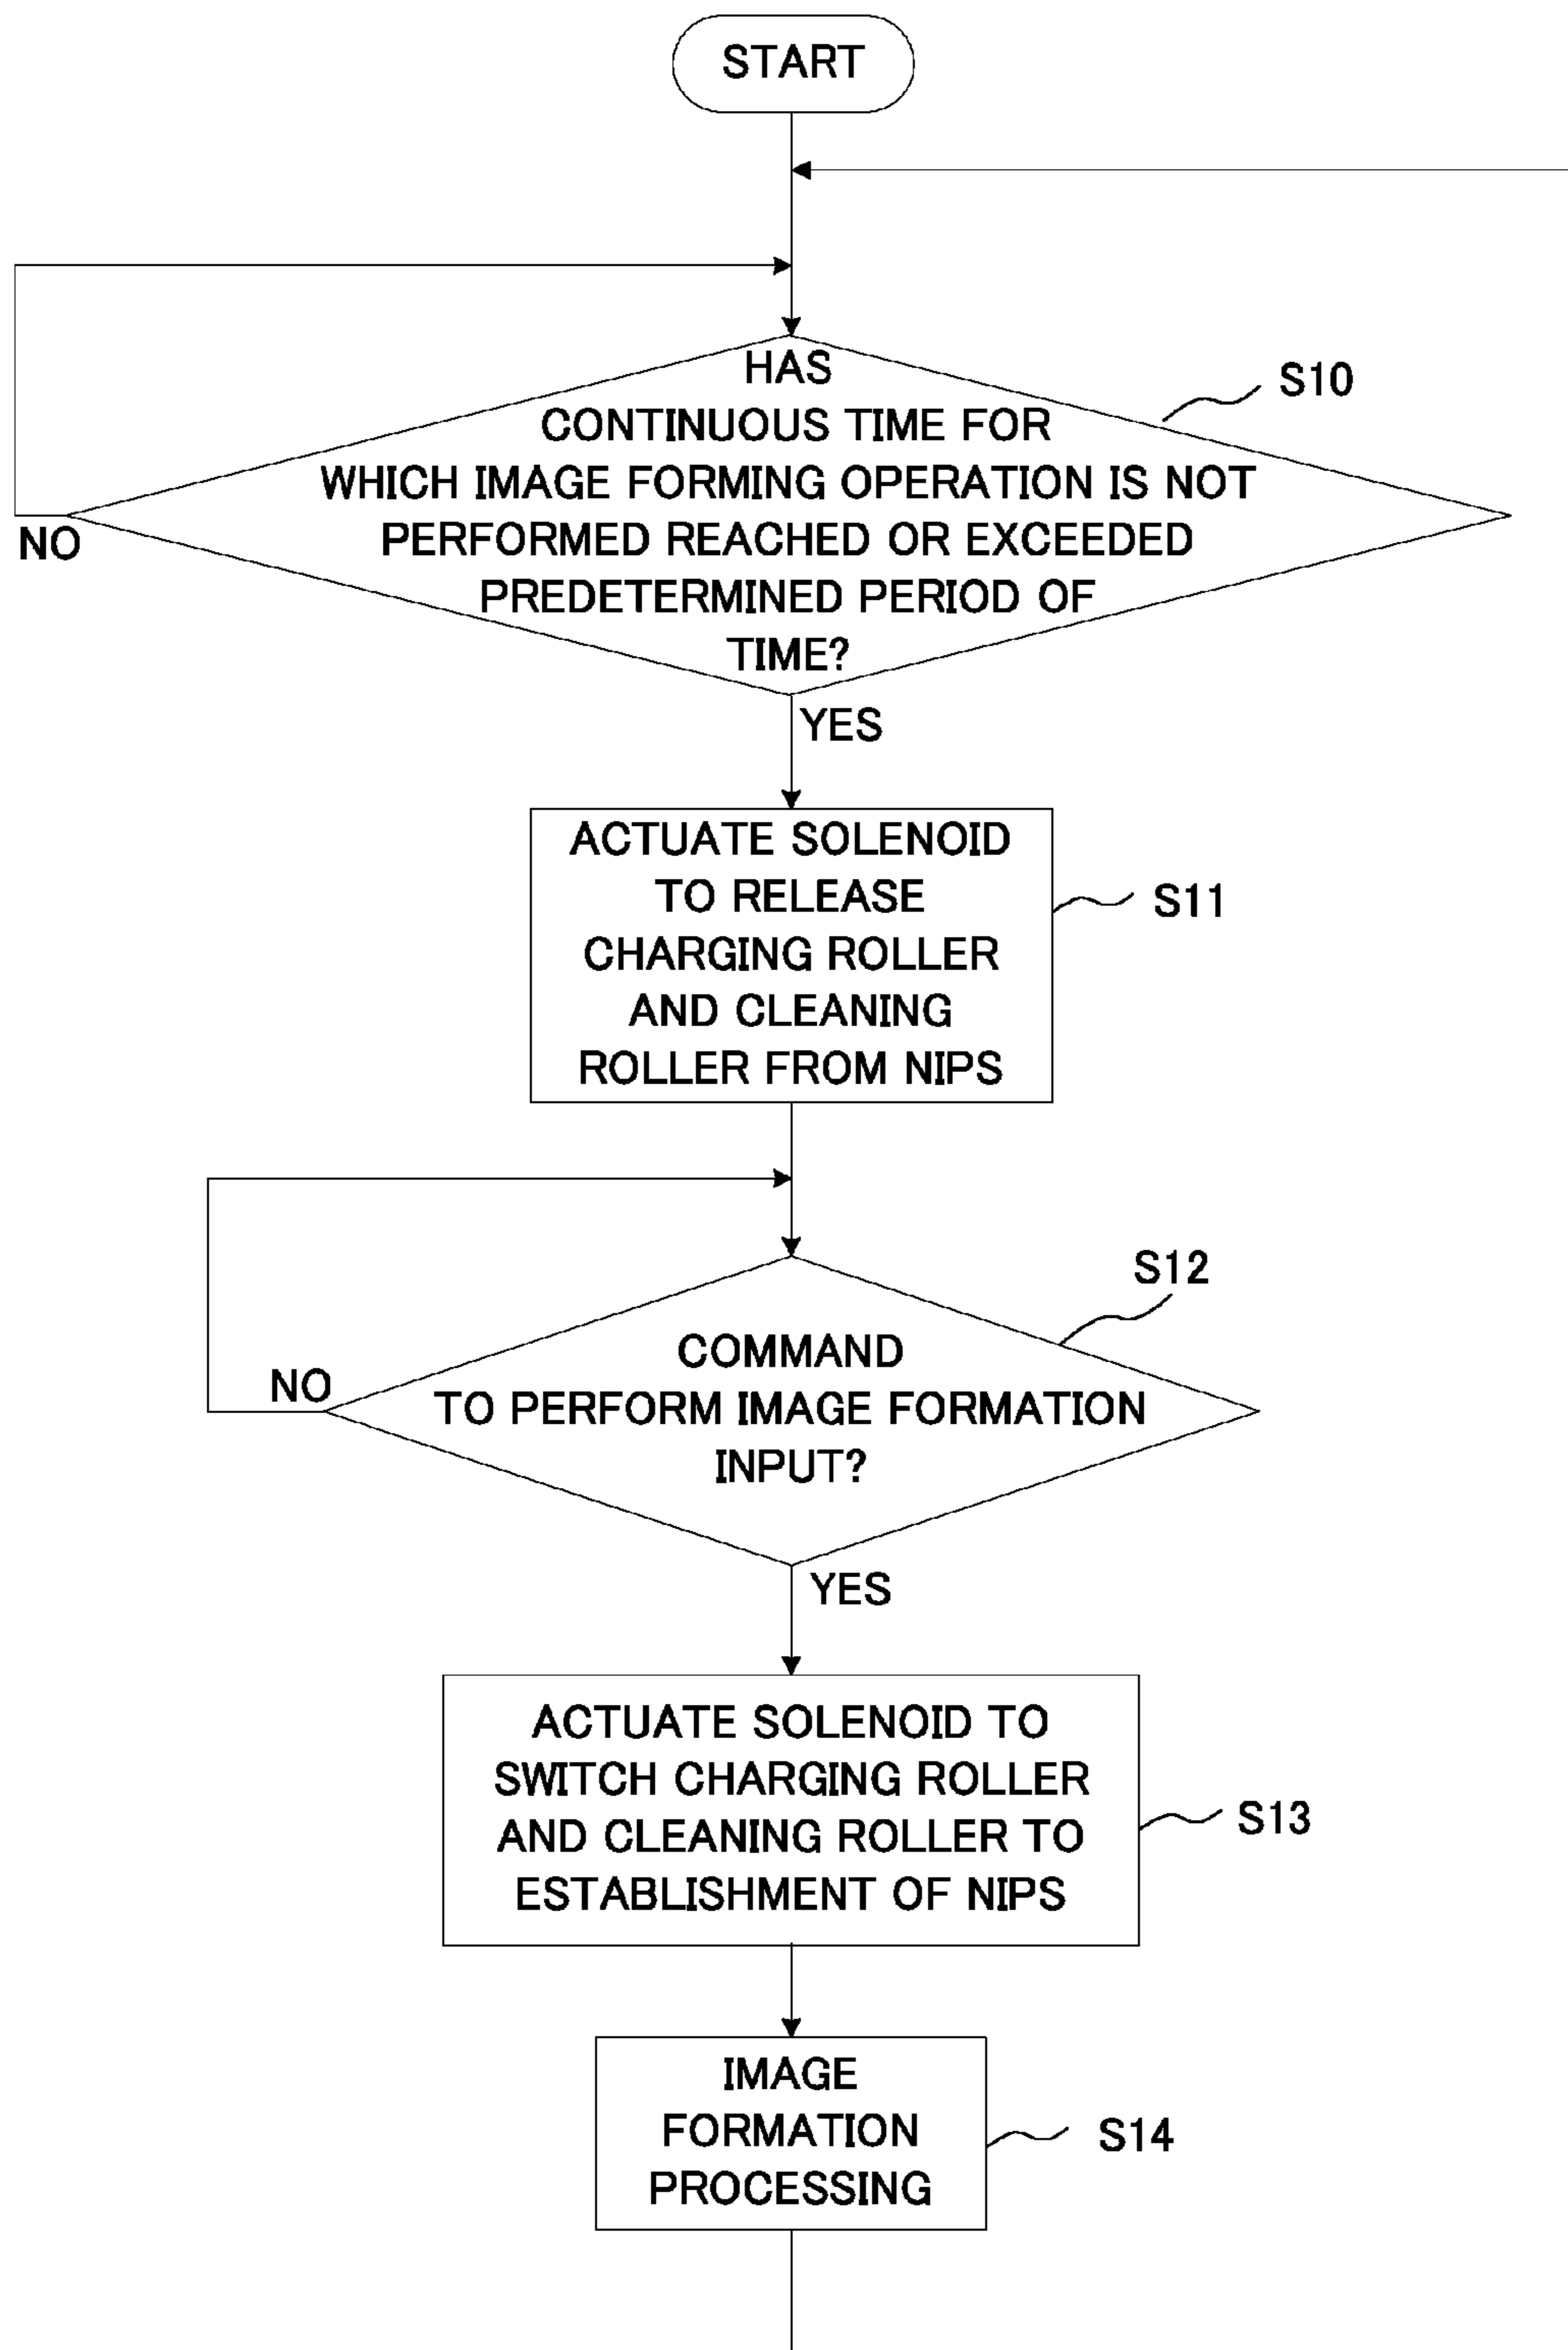 START
HAS
CONTINUOUS TIME FOR
WHICH IMAGE FORMING OPERATION IS NOT
PERFORMED REACHED OR EXCEEDED
PREDETERMINED PERIOD OF
TIME?
S10
NO
YES
ACTUATE SOLENOID
TO RELEASE
CHARGING ROLLER
AND CLEANING
ROLLER FROM NIPS
S11
S12
COMMAND
TO PERFORM IMAGE FORMATION
INPUT?
NO
YES
ACTUATE SOLENOID TO
SWITCH CHARGING ROLLER
AND CLEANING ROLLER TO
ESTABLISHMENT OF NIPS
S13
IMAGE
FORMATION
PROCESSING
S14